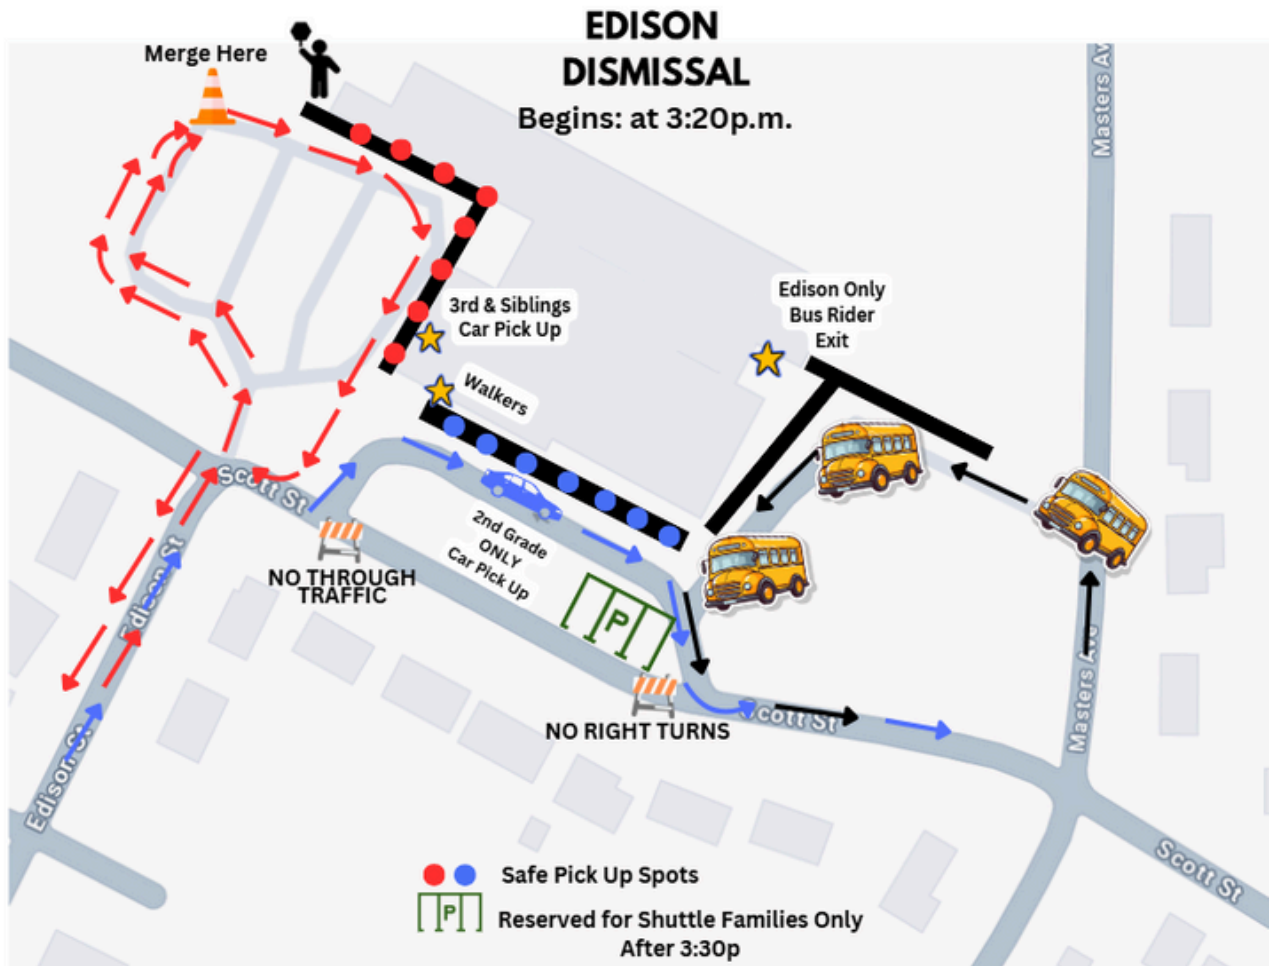 EDISON
DISMISSAL
Begins: at 3:20p.m.
Merge Here
Masters Av
3rd & Siblings
Car Pick Up
Edison Only
Bus Rider
Exit
Walkers
Scott St
2nd Grade
ONLY
Car Pick Up
NO THROUGH
TRAFFIC
Edison St
P
NO RIGHT TURNS
Scott St
Masters Ave
Edison St
Scott St
Safe Pick Up Spots
P
Reserved for Shuttle Families Only
After 3:30p